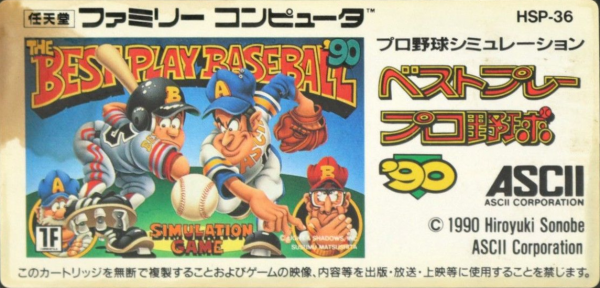 任天堂 ファミリー コンピュータ™
HSP-36
THE BEST PLAY BASEBALL '90
プロ野球シミュレーション
ベストプレー
プロ野球
'90
ASCII
ASCII CORPORATION
© 1990 Hiroyuki Sonobe
ASCII Corporation
B
A
A
B
1F
SIMULATION
GAME
このカートリッジを無断で複製することおよびゲームの映像、内容等を出版・放送・上映等に使用することを禁じます。